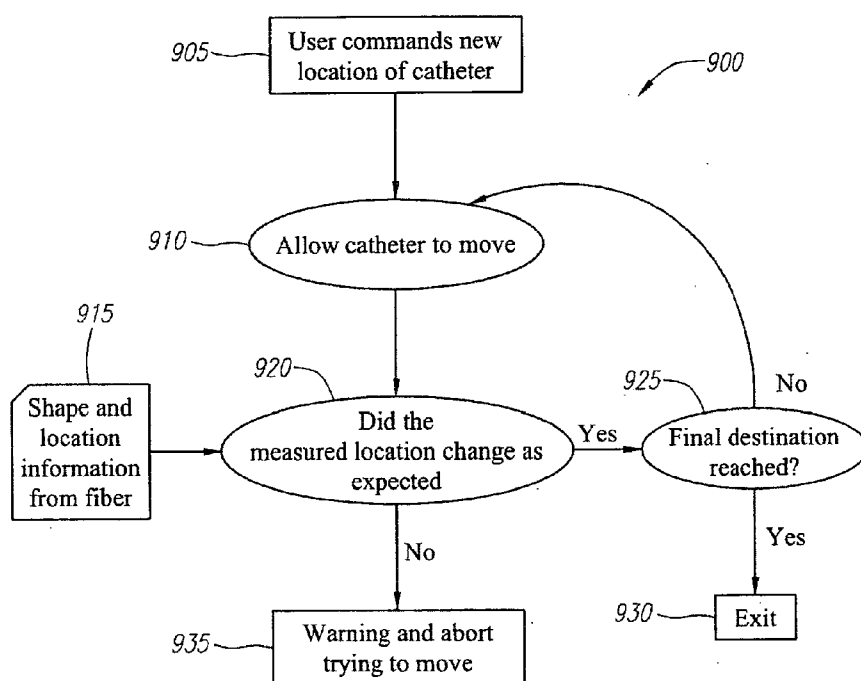 905
User commands new
location of catheter
900
910
Allow catheter to move
915
Shape and
location
information
from fiber
920
Did the
measured location change as
expected
Yes
925
Final destination
reached?
No
Yes
930
Exit
No
935
Warning and abort
trying to move